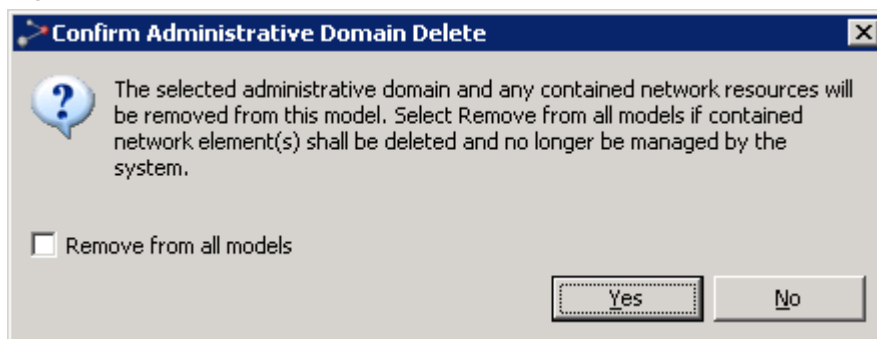 Confirm Administrative Domain Delete
The selected administrative domain and any contained network resources will
be removed from this model. Select Remove from all models if contained
network element(s) shall be deleted and no longer be managed by the
system.
Remove from all models
Yes No